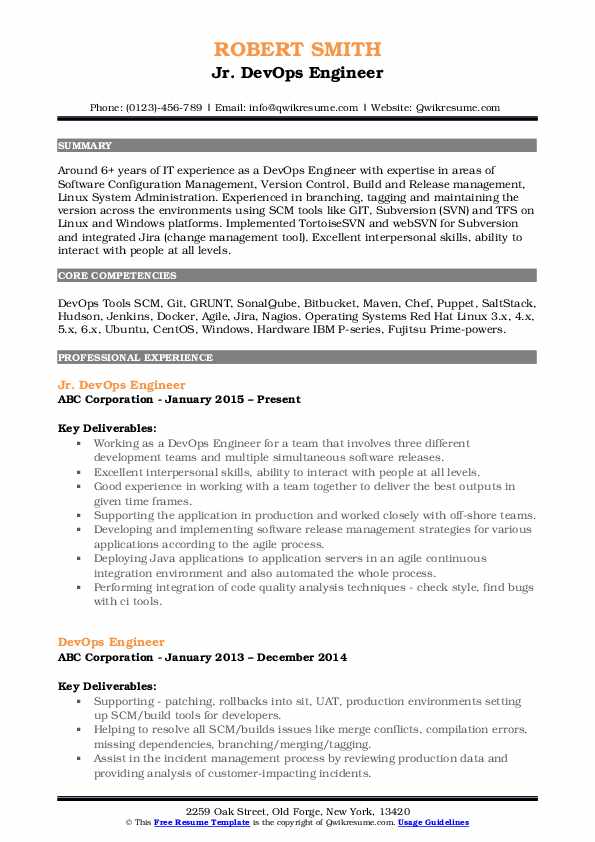 ROBERT SMITH
Jr. DevOps Engineer
Phone: (0123)-456-789 | Email: info@qwikresume.com | Website: Qwikresume.com
SUMMARY
Around 6+ years of IT experience as a DevOps Engineer with expertise in areas of
Software Configuration Management, Version Control, Build and Release management,
Linux System Administration. Experienced in branching, tagging and maintaining the
version across the environments using SCM tools like GIT, Subversion (SVN) and TFS on
Linux and Windows platforms. Implemented TortoiseSVN and webSVN for Subversion
and integrated Jira (change management tool), Excellent interpersonal skills, ability to
interact with people at all levels.
CORE COMPETENCIES
DevOps Tools SCM, Git, GRUNT, SonalQube, Bitbucket, Maven, Chef, Puppet, SaltStack,
Hudson, Jenkins, Docker, Agile, Jira, Nagios. Operating Systems Red Hat Linux 3.x, 4.x,
5.x, 6.x, Ubuntu, CentOS, Windows, Hardware IBM P-series, Fujitsu Prime-powers.
PROFESSIONAL EXPERIENCE
Jr. DevOps Engineer
ABC Corporation - January 2015 – Present
Key Deliverables:
▪ Working as a DevOps Engineer for a team that involves three different
development teams and multiple simultaneous software releases.
▪ Excellent interpersonal skills, ability to interact with people at all levels.
▪ Good experience in working with a team together to deliver the best outputs in
given time frames.
▪ Supporting the application in production and worked closely with off-shore teams.
▪ Developing and implementing software release management strategies for various
applications according to the agile process.
▪ Deploying Java applications to application servers in an agile continuous
integration environment and also automated the whole process.
▪ Performing integration of code quality analysis techniques - check style, find bugs
with ci tools.
DevOps Engineer
ABC Corporation - January 2013 – December 2014
Key Deliverables:
▪ Supporting - patching, rollbacks into sit, UAT, production environments setting
up SCM/build tools for developers.
▪ Helping to resolve all SCM/builds issues like merge conflicts, compilation errors,
missing dependencies, branching/merging/tagging.
▪ Assist in the incident management process by reviewing production data and
providing analysis of customer-impacting incidents.
2259 Oak Street, Old Forge, New York, 13420
© This Free Resume Template is the copyright of Qwikresume.com. Usage Guidelines